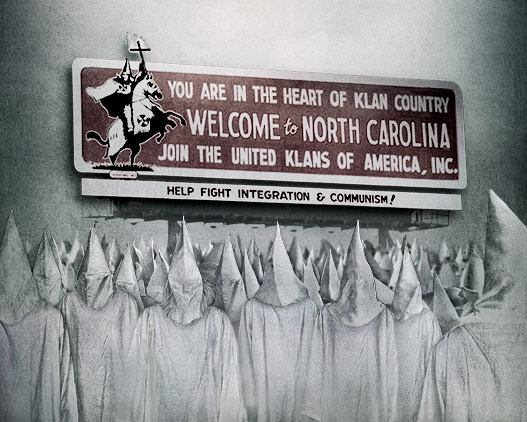 YOU ARE IN THE HEART OF KLAN COUNTRY
WELCOME to NORTH CAROLINA
JOIN THE UNITED KLANS OF AMERICA, INC.
HELP FIGHT INTEGRATION & COMMUNISM!